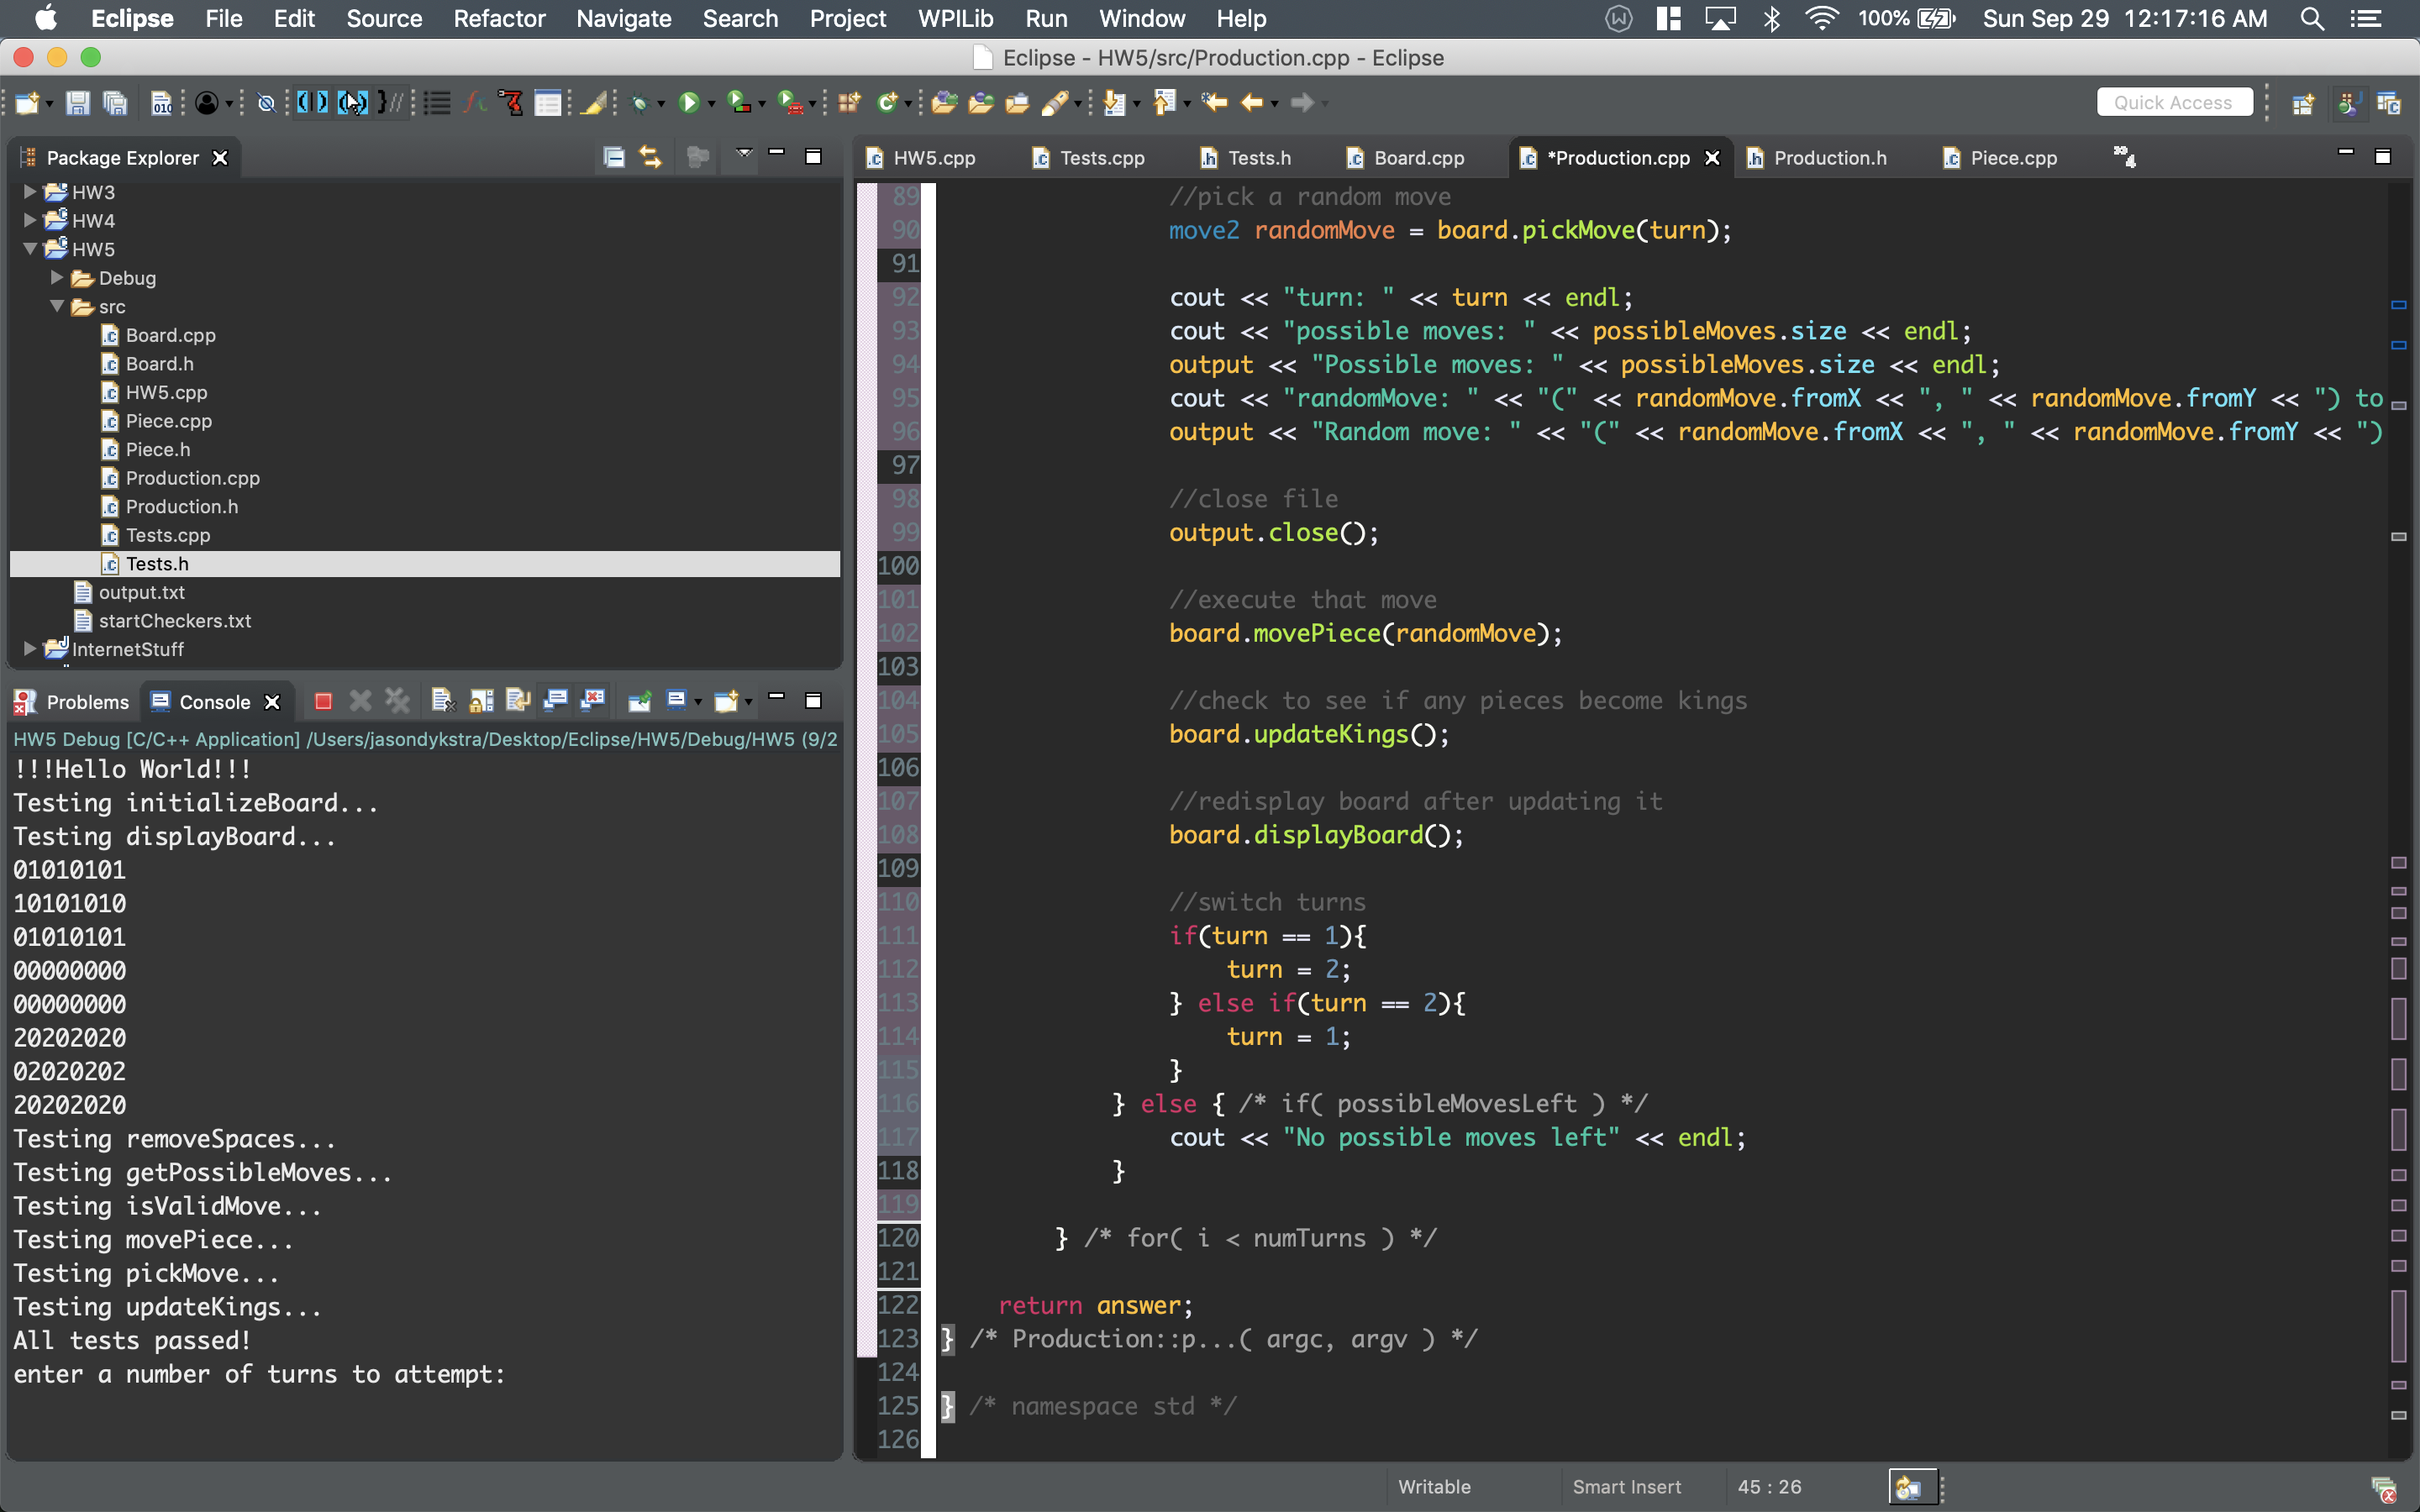 Eclipse File Edit Source Refactor Navigate Search Project WPILib Run Window Help 100% Sun Sep 29 12:17:16 AM
Eclipse - HW5/src/Production.cpp - Eclipse
Quick Access
Package Explorer
HW3
HW4
HW5
Debug
src
Board.cpp
Board.h
HW5.cpp
Piece.cpp
Piece.h
Production.cpp
Production.h
Tests.cpp
Tests.h
output.txt
startCheckers.txt
InternetStuff
Problems Console
HW5 Debug [C/C++ Application] /Users/jasondykstra/Desktop/Eclipse/HW5/Debug/HW5 (9/2
!!!Hello World!!!
Testing initializeBoard...
Testing displayBoard...
01010101
10101010
01010101
00000000
00000000
20202020
02020202
20202020
Testing removeSpaces...
Testing getPossibleMoves...
Testing isValidMove...
Testing movePiece...
Testing pickMove...
Testing updateKings...
All tests passed!
enter a number of turns to attempt:
HW5.cpp Tests.cpp Tests.h Board.cpp *Production.cpp Production.h Piece.cpp 4
89 //pick a random move
90 move2 randomMove = board.pickMove(turn);
91
92 cout << "turn: " << turn << endl;
93 cout << "possible moves: " << possibleMoves.size << endl;
94 output << "Possible moves: " << possibleMoves.size << endl;
95 cout << "randomMove: " << "(" << randomMove.fromX << ", " << randomMove.fromY << ") to
96 output << "Random move: " << "(" << randomMove.fromX << ", " << randomMove.fromY << ")
97
98 //close file
99 output.close();
100
101 //execute that move
102 board.movePiece(randomMove);
103
104 //check to see if any pieces become kings
105 board.updateKings();
106
107 //redisplay board after updating it
108 board.displayBoard();
109
110 //switch turns
111 if(turn == 1){
112 turn = 2;
113 } else if(turn == 2){
114 turn = 1;
115 }
116 } else { /* if( possibleMovesLeft ) */
117 cout << "No possible moves left" << endl;
118 }
119
120 } /* for( i < numTurns ) */
121
122 return answer;
123 } /* Production::p...( argc, argv ) */
124
125 } /* namespace std */
126
Writable Smart Insert 45 : 26